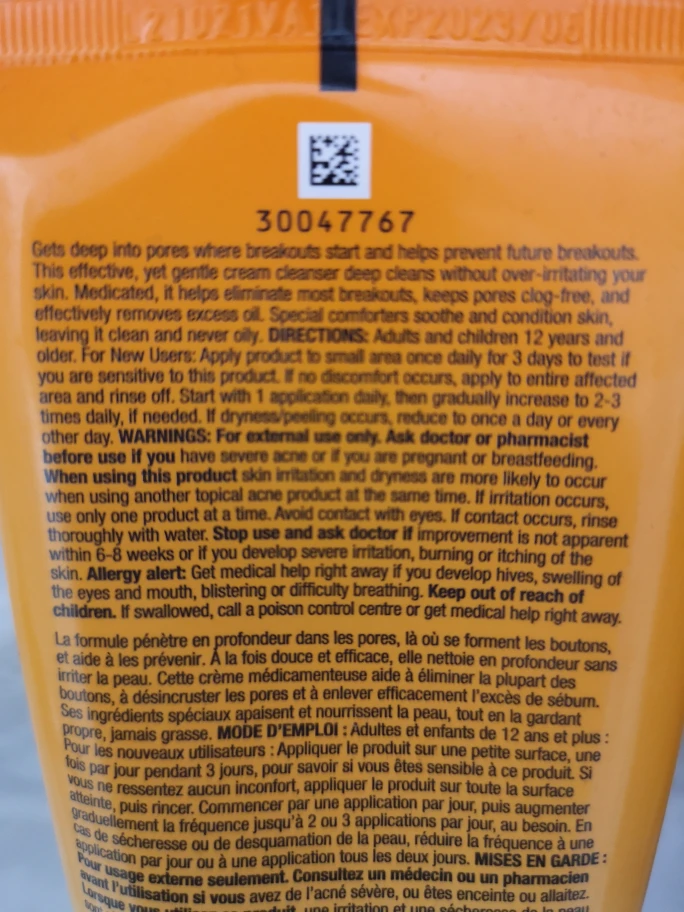 21021VA EXP2023/08
30047767
Gets deep into pores where breakouts start and helps prevent future breakouts.
This effective, yet gentle cream cleanser deep cleans without over-irritating your
skin. Medicated, it helps eliminate most breakouts, keeps pores clog-free, and
effectively removes excess oil. Special comforters soothe and condition skin,
leaving it clean and never oily. DIRECTIONS: Adults and children 12 years and
older. For New Users: Apply product to small area once daily for 3 days to test if
you are sensitive to this product. If no discomfort occurs, apply to entire affected
area and rinse off. Start with 1 application daily, then gradually increase to 2-3
times daily, if needed. If dryness/peeling occurs, reduce to once a day or every
other day. WARNINGS: For external use only. Ask doctor or pharmacist
before use if you have severe acne or if you are pregnant or breastfeeding.
When using this product skin irritation and dryness are more likely to occur
when using another topical acne product at the same time. If irritation occurs,
use only one product at a time. Avoid contact with eyes. If contact occurs, rinse
thoroughly with water. Stop use and ask doctor if improvement is not apparent
within 6-8 weeks or if you develop severe irritation, burning or itching of the
skin. Allergy alert: Get medical help right away if you develop hives, swelling of
the eyes and mouth, blistering or difficulty breathing. Keep out of reach of
children. If swallowed, call a poison control centre or get medical help right away.
La formule pénètre en profondeur dans les pores, là où se forment les boutons,
et aide à les prévenir. À la fois douce et efficace, elle nettoie en profondeur sans
irriter la peau. Cette crème médicamenteuse aide à éliminer la plupart des
boutons, à désincruster les pores et à enlever efficacement l'excès de sébum.
Ses ingrédients spéciaux apaisent et nourrissent la peau, tout en la gardant
propre, jamais grasse. MODE D'EMPLOI : Adultes et enfants de 12 ans et plus :
Pour les nouveaux utilisateurs : Appliquer le produit sur une petite surface, une
fois par jour pendant 3 jours, pour savoir si vous êtes sensible à ce produit. Si
vous ne ressentez aucun inconfort, appliquer le produit sur toute la surface
atteinte, puis rincer. Commencer par une application par jour, puis augmenter
graduellement la fréquence jusqu'à 2 ou 3 applications par jour, au besoin. En
cas de sécheresse ou de desquamation de la peau, réduire la fréquence à une
application par jour ou à une application tous les deux jours. MISES EN GARDE :
Pour usage externe seulement. Consultez un médecin ou un pharmacien
avant l'utilisation si vous avez de l'acné sévère, ou êtes enceinte ou allaitez.
Lorsque vous utilisez ce produit, une irritation et une sécheresse de la peau